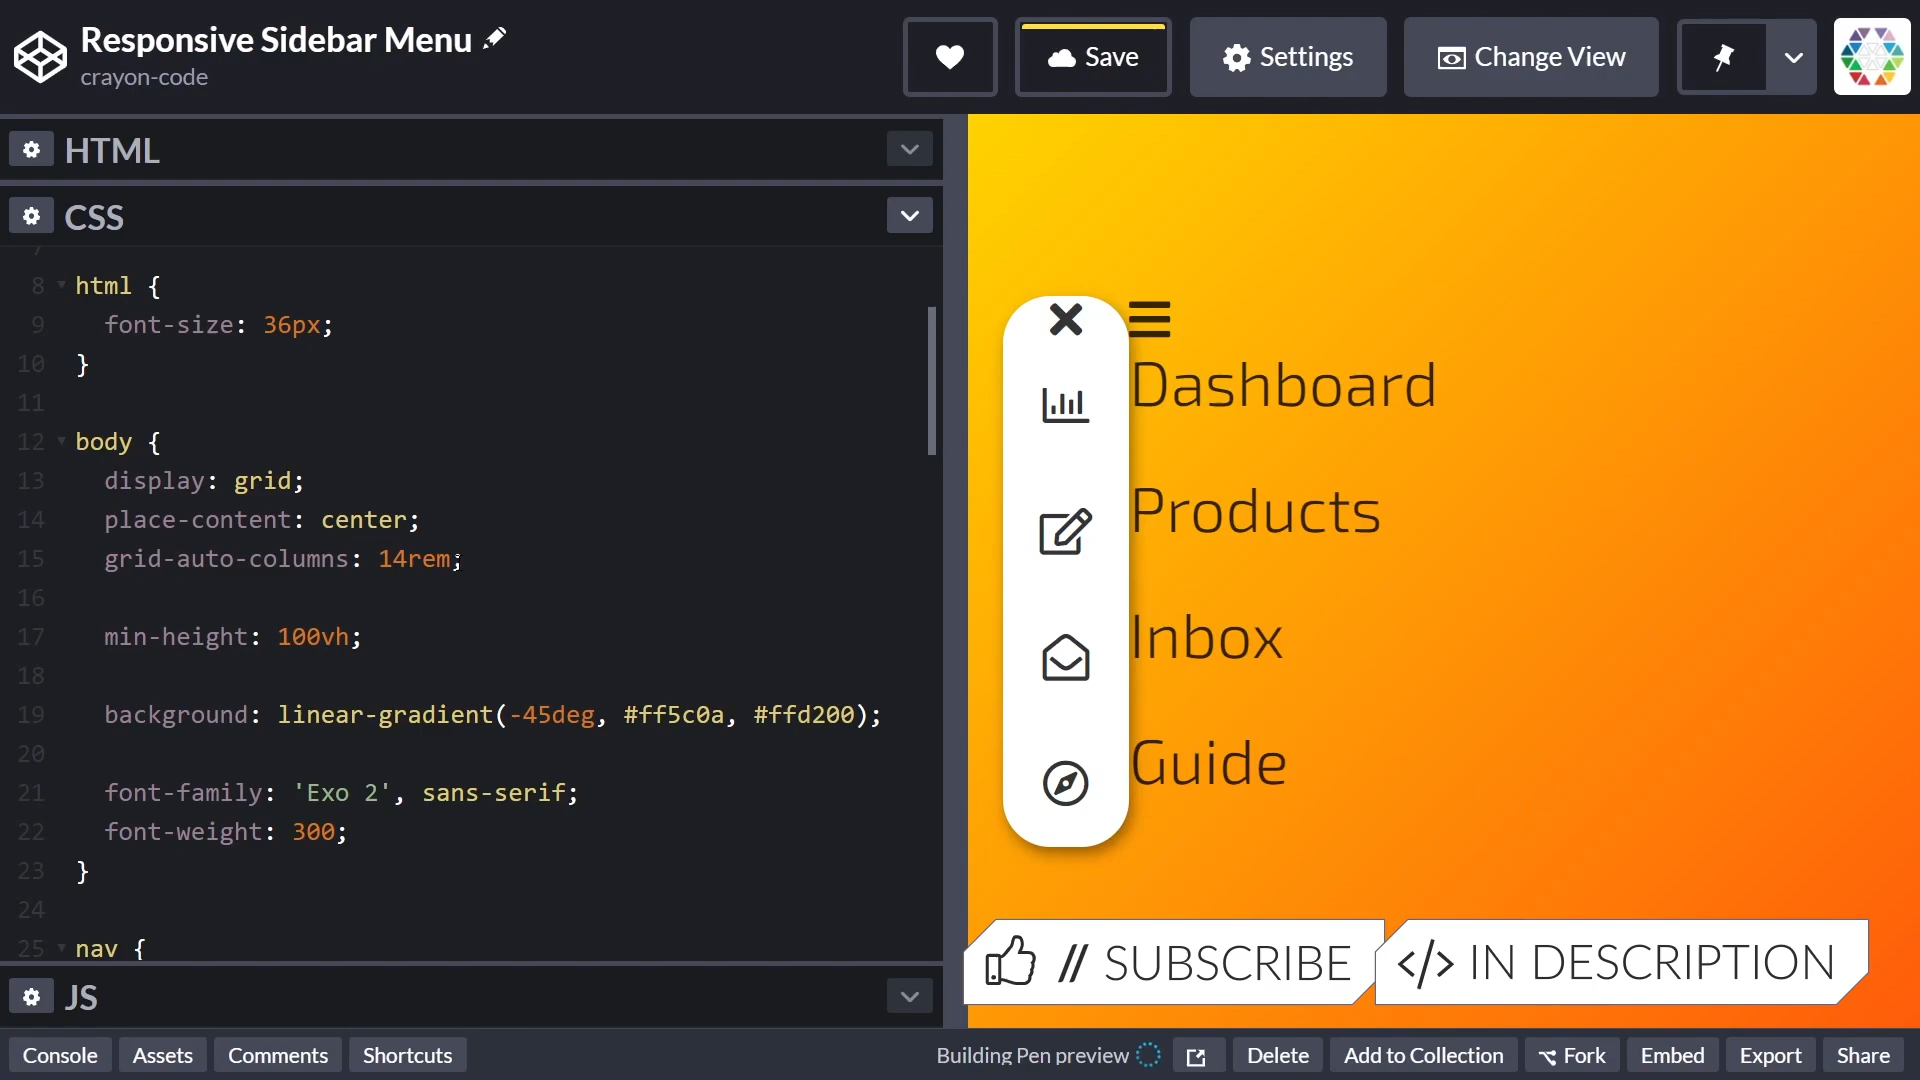 Responsive Sidebar Menu
crayon-code
Save
Settings
Change View
HTML
CSS
7
8 html {
9 font-size: 36px;
10 }
11
12 body {
13 display: grid;
14 place-content: center;
15 grid-auto-columns: 14rem;
16
17 min-height: 100vh;
18
19 background: linear-gradient(-45deg, #ff5c0a, #ffd200);
20
21 font-family: 'Exo 2', sans-serif;
22 font-weight: 300;
23 }
24
25 nav {
JS
Dashboard
Products
Inbox
Guide
// SUBSCRIBE
</> IN DESCRIPTION
Console Assets Comments Shortcuts
Building Pen preview
Delete Add to Collection Fork Embed Export Share